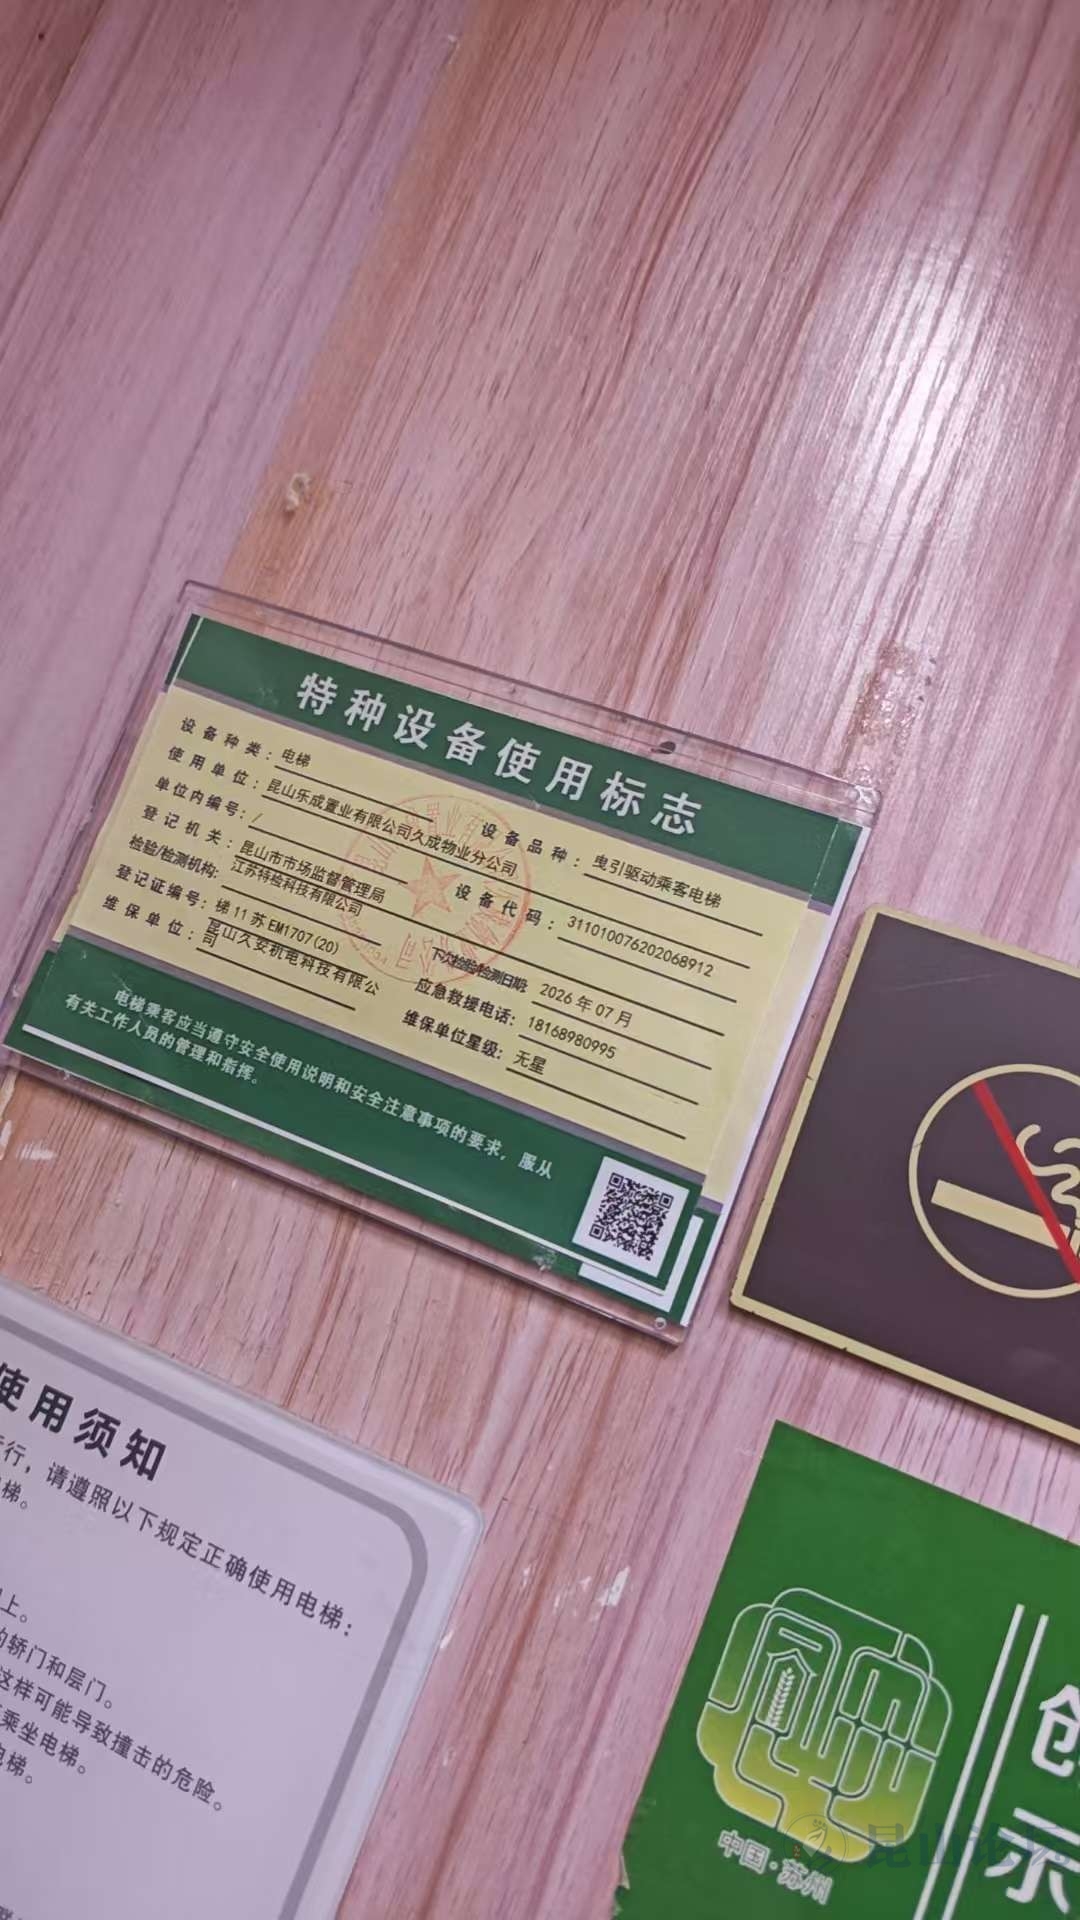 特种设备使用标志
设备种类：电梯
设备品种：曳引驱动乘客电梯
使用单位：昆山乐成置业有限公司久成物业分公司
单位内编号：/
设备代码：311010076202068912
登记机关：昆山市市场监督管理局
检验/检测机构：江苏特检科技有限公司
下次检验/检测日期：2026年07月
登记证编号：梯11苏EM1707(20)
应急救援电话：18168980995
维保单位：昆山久安机电科技有限公
司
维保单位星级：无星
电梯乘客应当遵守安全使用说明和安全注意事项的要求，服从
有关工作人员的管理和指挥。
使用须知
行，请遵照以下规定正确使用电梯：
梯。
上。
的轿门和层门。
这样可能导致撞击的危险。
乘坐电梯。
电梯。
创
示
中国·苏州
昆山论坛